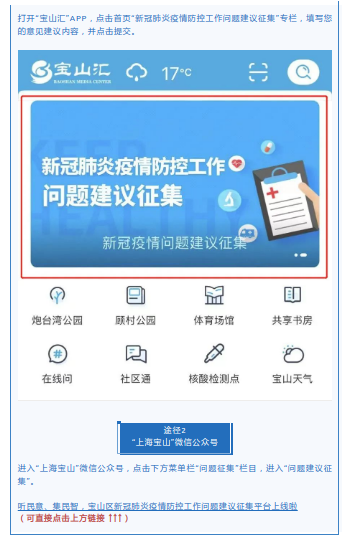 打开“宝山汇”APP，点击首页“新冠肺炎疫情防控工作问题建议征集”专栏，填写您
的意见建议内容，并点击提交。
宝山汇
BAOSHAN MEDIA CENTER
17°C
新冠肺炎疫情防控工作
问题建议征集
新冠疫情问题建议征集
炮台湾公园 顾村公园 体育场馆 共享书房
在线问 社区通 核酸检测点 宝山天气
途径2
“上海宝山”微信公众号
进入“上海宝山”微信公众号，点击下方菜单栏“问题征集”栏目，进入“问题建议征
集”。
听民意、集民智，宝山区新冠肺炎疫情防控工作问题建议征集平台上线啦
（可直接点击上方链接 ↑↑↑）